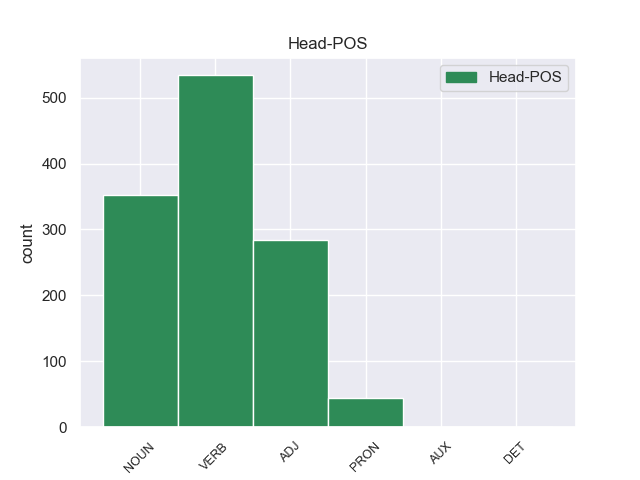 Head-POS
Head-POS
500
400
300
200
100
0
count
NOUN
VERB
ADJ
PRON
AUX
DET